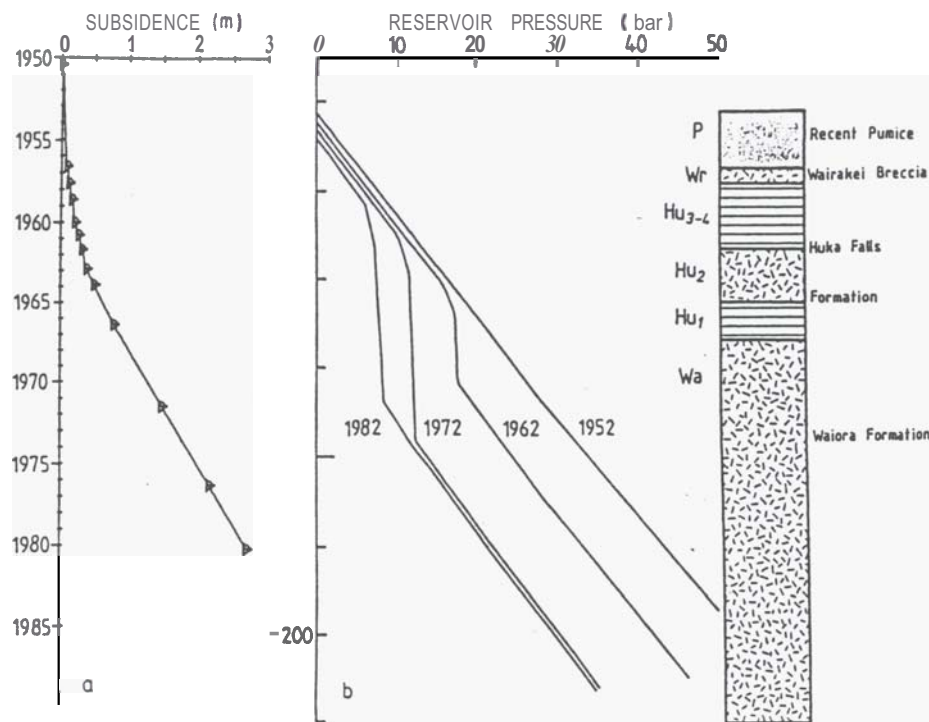 SUBSIDENCE (m)
0 1 2 3
1950
1955
1960
1965
1970
1975
1980
1985
a
RESERVOIR PRESSURE (bar)
0 10 20 30 40 50
1982 1972 1962 1952
-200
b
P Recent Pumice
Wr Wairakei Breccia
Hu3-4
Huka Falls
Hu2
Formation
Hu1
Wa
Waiora Formation